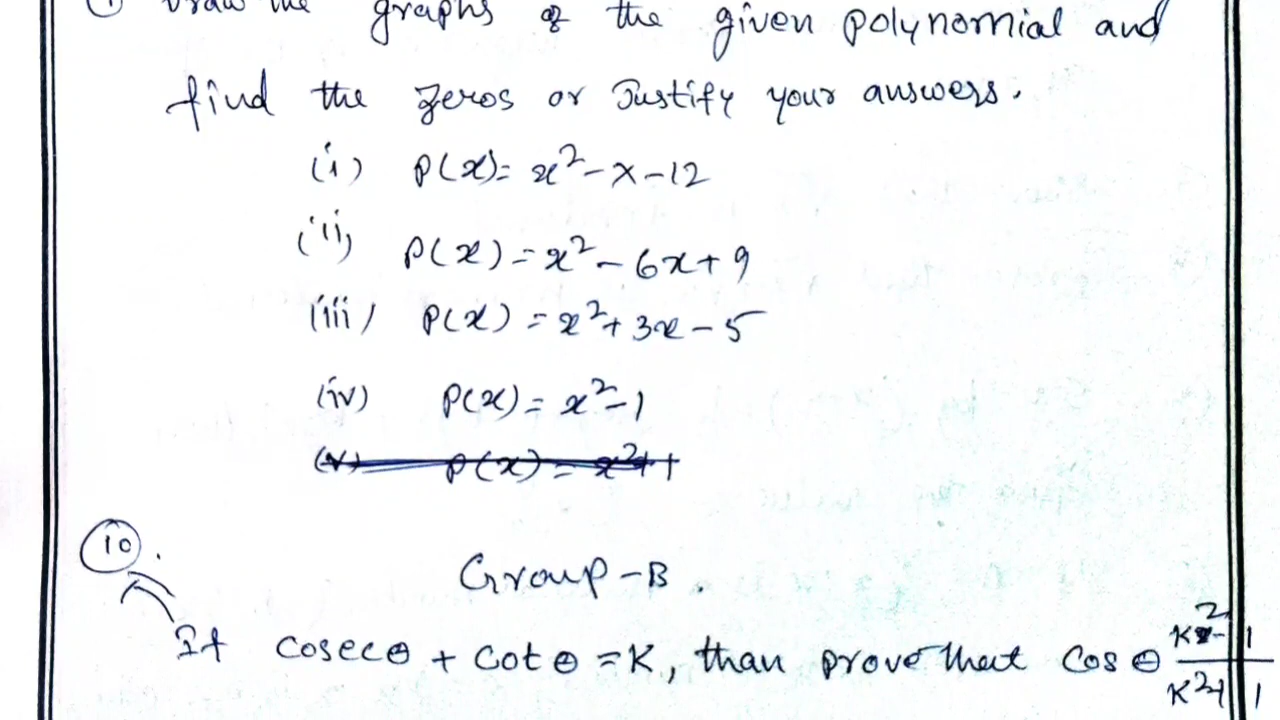 Draw the graphs of the given polynomial and
find the zeros or Justify your answers.
(i) P(x)= x²-x-12
(ii) P(x)=x²-6x+9
(iii) P(x)=x²+3x-5
(iv) P(x)=x²-1
(v) P(x)=x²+1
10.
Group-B.
If cosecθ + cotθ =K, than prove that cosθ K²-1/K²+1